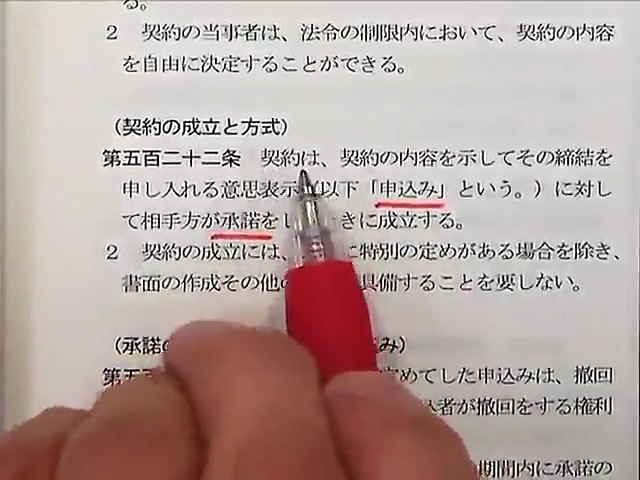 る。
2 契約の当事者は、法令の制限内において、契約の内容
を自由に決定することができる。
(契約の成立と方式)
第五百二十二条 契約は、契約の内容を示してその締結を
申し入れる意思表示(以下「申込み」という。)に対し
て相手方が承諾をし きに成立する。
2 契約の成立には、 に特別の定めがある場合を除き、
書面の作成その他の 具備することを要しない。
(承諾の み)
第五 定めてした申込みは、撤回
込者が撤回をする権利
期間内に承諾の